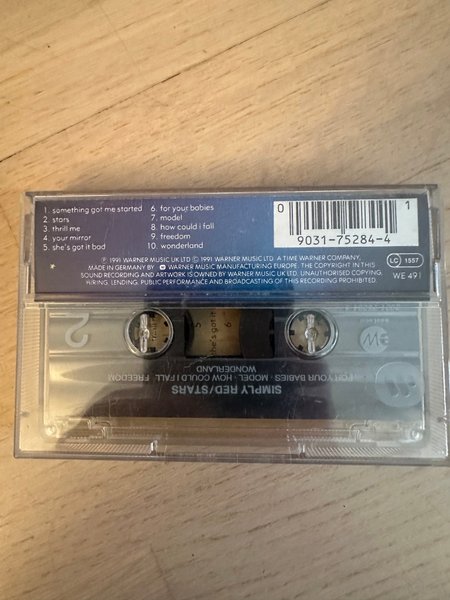 1. something got me started
2. stars
3. thrill me
4. your mirror
5. she's got it bad
6. for your babies
7. model
8. how could i fall
9. freedom
10. wonderland
0 1
9031-75284-4
℗ 1991 WARNER MUSIC UK LTD © 1991 WARNER MUSIC LTD. A TIME WARNER COMPANY.
MADE IN GERMANY BY WARNER MUSIC MANUFACTURING EUROPE. THE COPYRIGHT IN THIS
SOUND RECORDING AND ARTWORK IS OWNED BY WARNER MUSIC UK LTD. UNAUTHORISED COPYING,
HIRING, LENDING, PUBLIC PERFORMANCE AND BROADCASTING OF THIS RECORDING PROHIBITED.
LC 1557
WE 491
2
5 6
she's got it
SIMPLY RED/STARS
FOR YOUR BABIES · MODEL · HOW COULD I FALL · FREEDOM
WONDERLAND